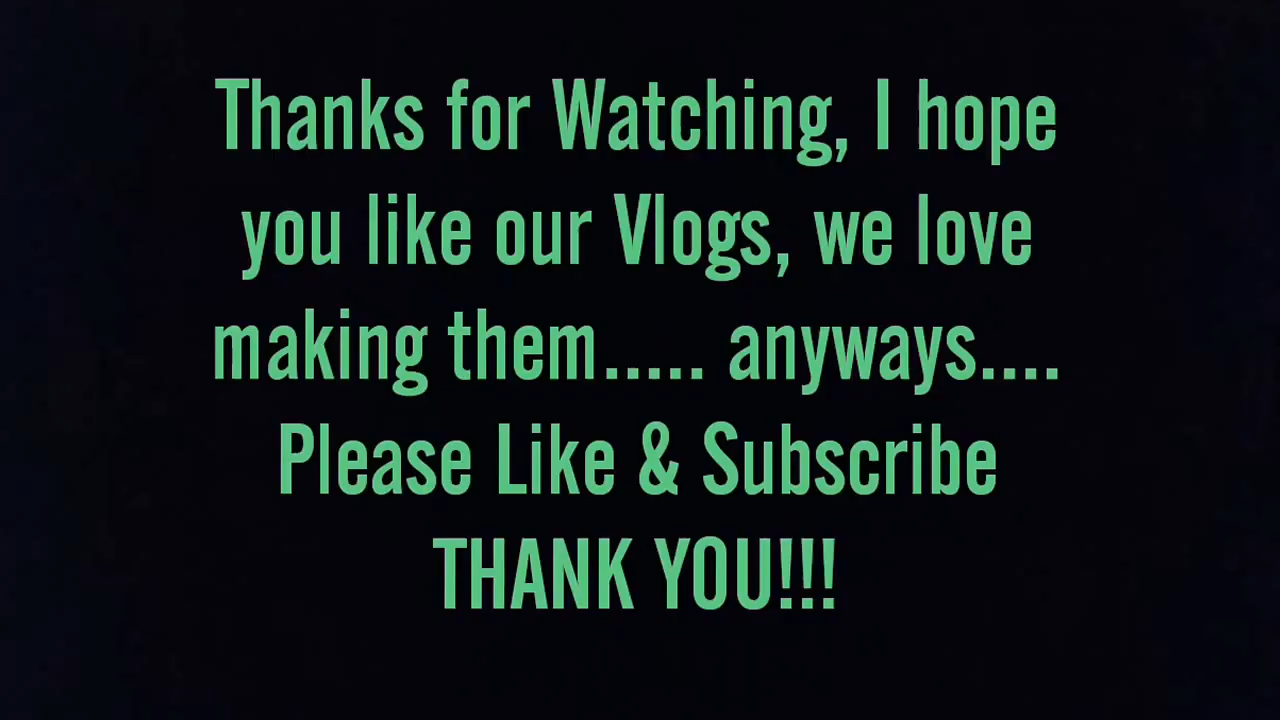 Thanks for Watching, I hope
you like our Vlogs, we love
making them..... anyways....
Please Like & Subscribe
THANK YOU!!!